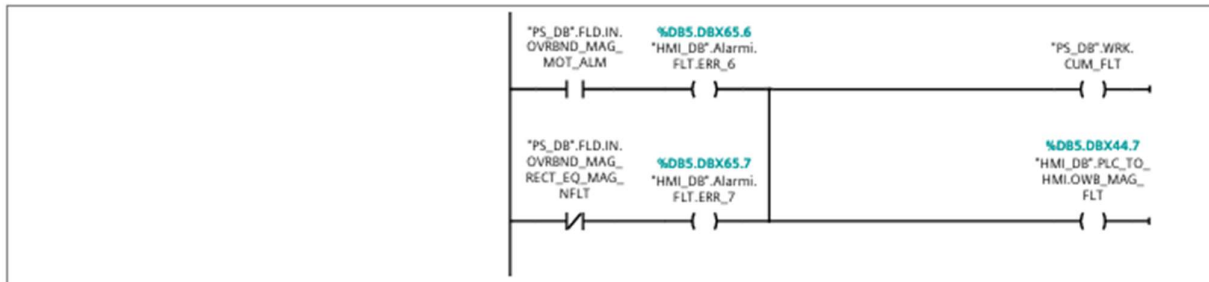 "PS_DB".FLD.IN.
OVRBND_MAG_
MOT_ALM
%DB5.DBX65.6
"HMI_DB".Alarmi.
FLT.ERR_6
"PS_DB".WRK.
CUM_FLT
"PS_DB".FLD.IN.
OVRBND_MAG_
RECT_EQ_MAG_
NFLT
%DB5.DBX65.7
"HMI_DB".Alarmi.
FLT.ERR_7
%DB5.DBX44.7
"HMI_DB".PLC_TO_
HMI.OWB_MAG_
FLT